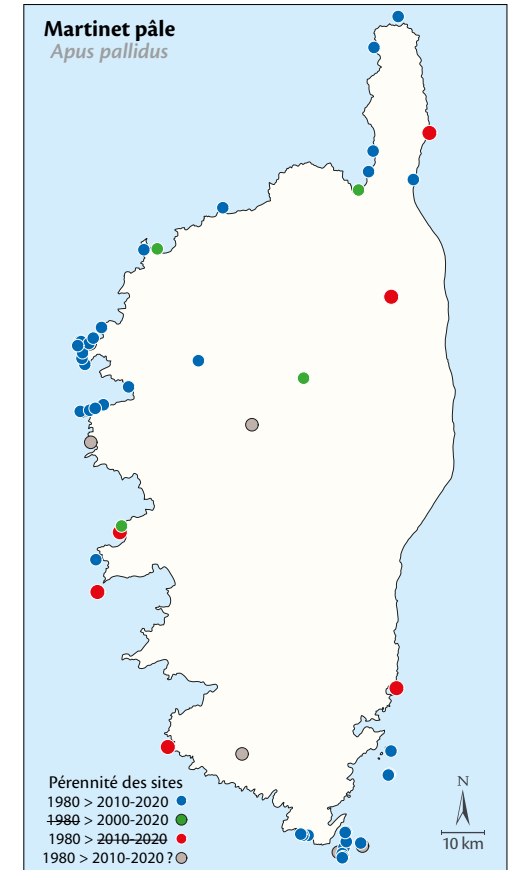 Martinet pâle
Apus pallidus
Pérennité des sites
1980 > 2010-2020
1980 > 2000-2020
1980 > 2010-2020
1980 > 2010-2020 ?
N
10 km